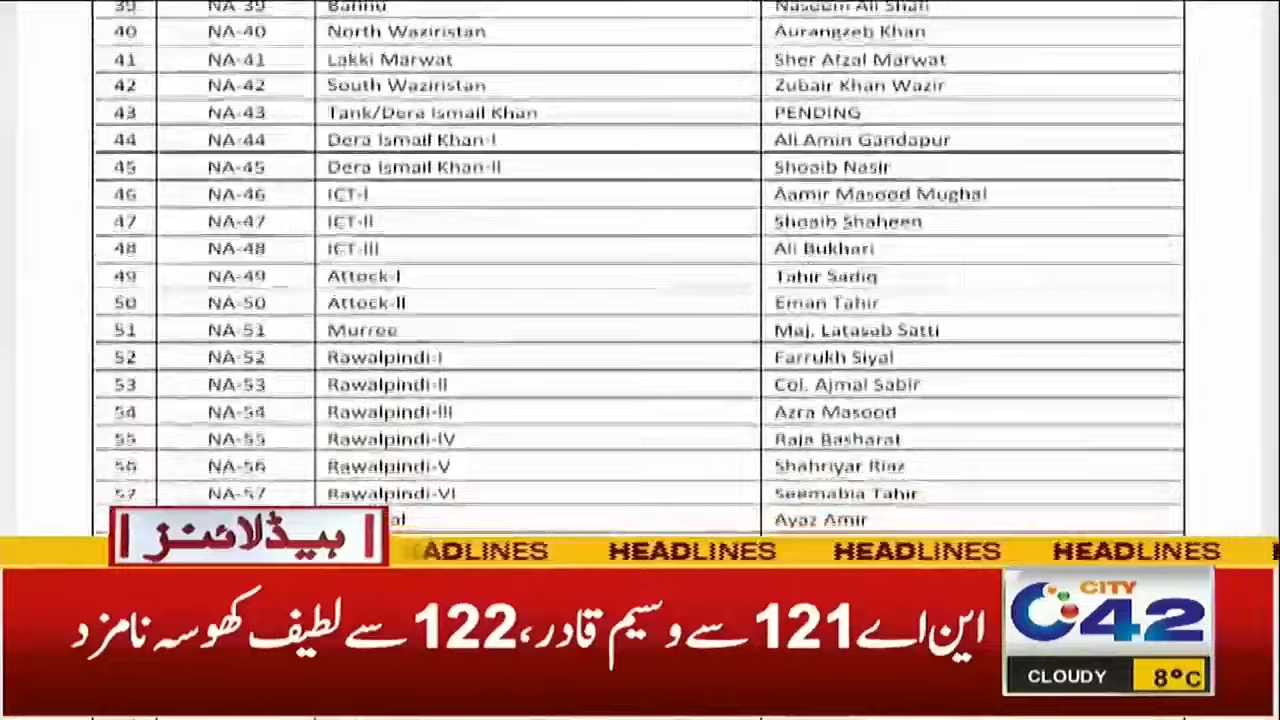 39 NA-39 Bannu Naseem Ali Shah
40 NA-40 North Waziristan Aurangzeb Khan
41 NA-41 Lakki Marwat Sher Afzal Marwat
42 NA-42 South Waziristan Zubair Khan Wazir
43 NA-43 Tank/Dera Ismail Khan PENDING
44 NA-44 Dera Ismail Khan-I Ali Amin Gandapur
45 NA-45 Dera Ismail Khan-II Shoaib Nasir
46 NA-46 ICT-I Aamir Masood Mughal
47 NA-47 ICT-II Shoaib Shaheen
48 NA-48 ICT-III Ali Bukhari
49 NA-49 Attock-I Tahir Sadiq
50 NA-50 Attock-II Eman Tahir
51 NA-51 Murree Maj. Latasab Satti
52 NA-52 Rawalpindi-I Farrukh Siyal
53 NA-53 Rawalpindi-II Col. Ajmal Sabir
54 NA-54 Rawalpindi-III Azra Masood
55 NA-55 Rawalpindi-IV Raja Basharat
56 NA-56 Rawalpindi-V Shahriyar Riaz
57 NA-57 Rawalpindi-VI Seemabia Tahir
Ayaz Amir
ہیڈلائنز
ADLINES HEADLINES HEADLINES HEADLINES
این اے 121 سے وسیم قادر، 122 سے لطیف کھوسہ نامزد
CITY
42
CLOUDY 8°C